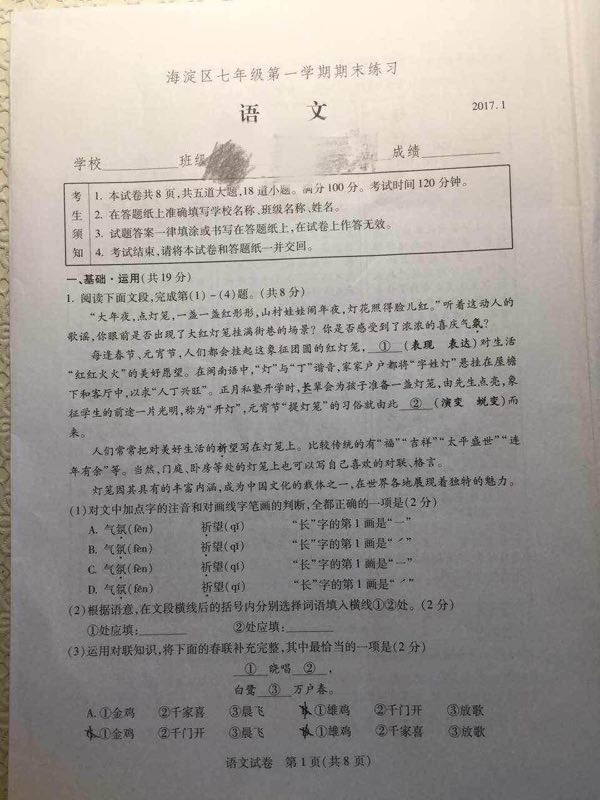 海淀区七年级第一学期期末练习
语 文
2017.1
学校 班级 成绩
考生须知
1. 本试卷共8页,共五道大题,18道小题。满分100分。考试时间120分钟。
2. 在答题纸上准确填写学校名称、班级名称、姓名。
3. 试题答案一律填涂或书写在答题纸上,在试卷上作答无效。
4. 考试结束,请将本试卷和答题纸一并交回。
一、基础·运用(共19分)
1. 阅读下面文段,完成第(1)-(4)题。(共8分)
“大年夜,点灯笼,一盏一盏红彤彤,山村娃娃闹年夜,灯花照得脸儿红。”听着这动人的
歌谣,你眼前是否出现了大红灯笼挂满街巷的场景?你是否感受到了浓浓的喜庆气氛?
每逢春节、元宵节,人们都会挂起这象征团圆的红灯笼,①(表现 表达)对生活
“红红火火”的美好愿望。在闽南语中,“灯”与“丁”谐音,家家户户都将“字姓灯”悬挂在屋檐
下和客厅中,以求“人丁兴旺”。正月私塾开学时,长辈会为孩子准备一盏灯笼,由先生点亮,象
征学生的前途一片光明,称为“开灯”,元宵节“提灯笼”的习俗就由此②(演变 蜕变)而
来。
人们常常把对美好生活的祈望写在灯笼上。比较传统的有“福”“吉祥”“太平盛世”“连
年有余”等。当然,门庭、卧房等处的灯笼上也可以写自己喜欢的对联、格言。
灯笼因其具有的丰富内涵,成为中国文化的载体之一,在世界各地展现着独特的魅力。
(1)对文中加点字的注音和对画线字笔画的判断,全都正确的一项是(2分)
A. 气氛(fēn) 祈望(qí) “长”字的第1画是“一”
B. 气氛(fēn) 祈望(qǐ) “长”字的第1画是“㇒”
C. 气氛(fèn) 祈望(qǐ) “长”字的第1画是“一”
D. 气氛(fēn) 祈望(qí) “长”字的第1画是“㇒”
(2)根据语意,在文段横线后的括号内分别选择词语填入横线①②处。(2分)
①处应填: ②处应填:
(3)运用对联知识,将下面的春联补充完整,其中最恰当的一项是(2分)
①晓唱②,
白鹭③万户春。
A. ①金鸡 ②千家喜 ③晨飞 ①雄鸡 ②千门开 ③放歌
①金鸡 ②千门开 ③晨飞 ①雄鸡 ②千家喜 ③放歌
语文试卷 第1页(共8页)